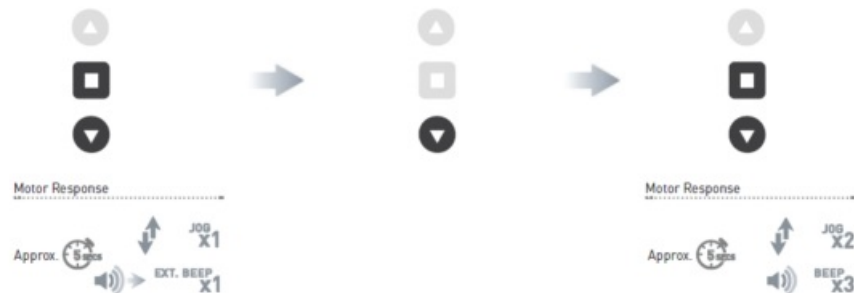 Motor Response
JOG
x1
Approx. 5 secs
EXT. BEEP
x1
Motor Response
JOG
x2
Approx. 5 secs
BEEP
x3